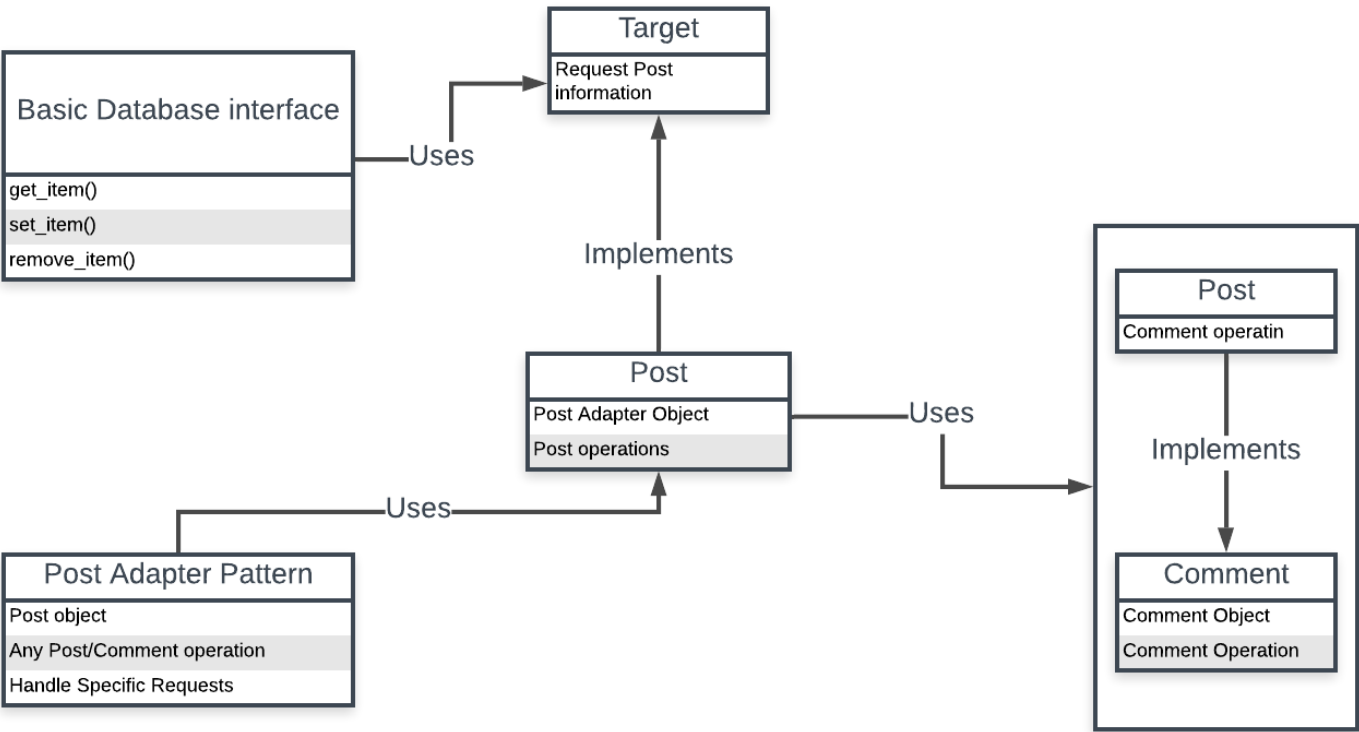 Target
Request Post
information
Basic Database interface
get_item()
set_item()
remove_item()
Uses
Implements
Post
Post Adapter Object
Post operations
Uses
Post
Comment operatin
Implements
Comment
Comment Object
Comment Operation
Uses
Post Adapter Pattern
Post object
Any Post/Comment operation
Handle Specific Requests